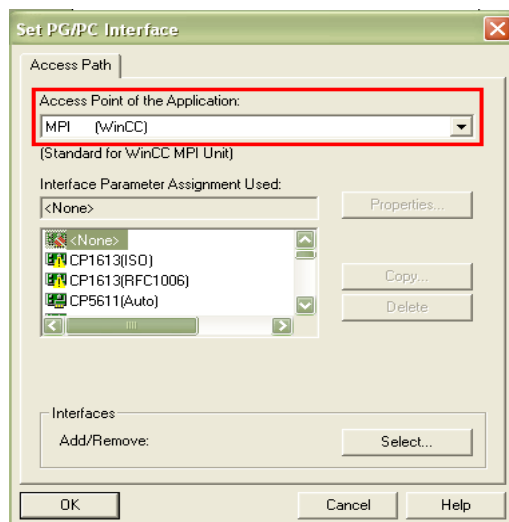 Set PG/PC Interface
Access Path
Access Point of the Application:
MPI (WinCC)
(Standard for WinCC MPI Unit)
Interface Parameter Assignment Used:
<None>
Properties...
<None>
CP1613(ISO)
CP1613(RFC1006)
CP5611(Auto)
Copy...
Delete
Interfaces
Add/Remove:
Select...
OK
Cancel
Help